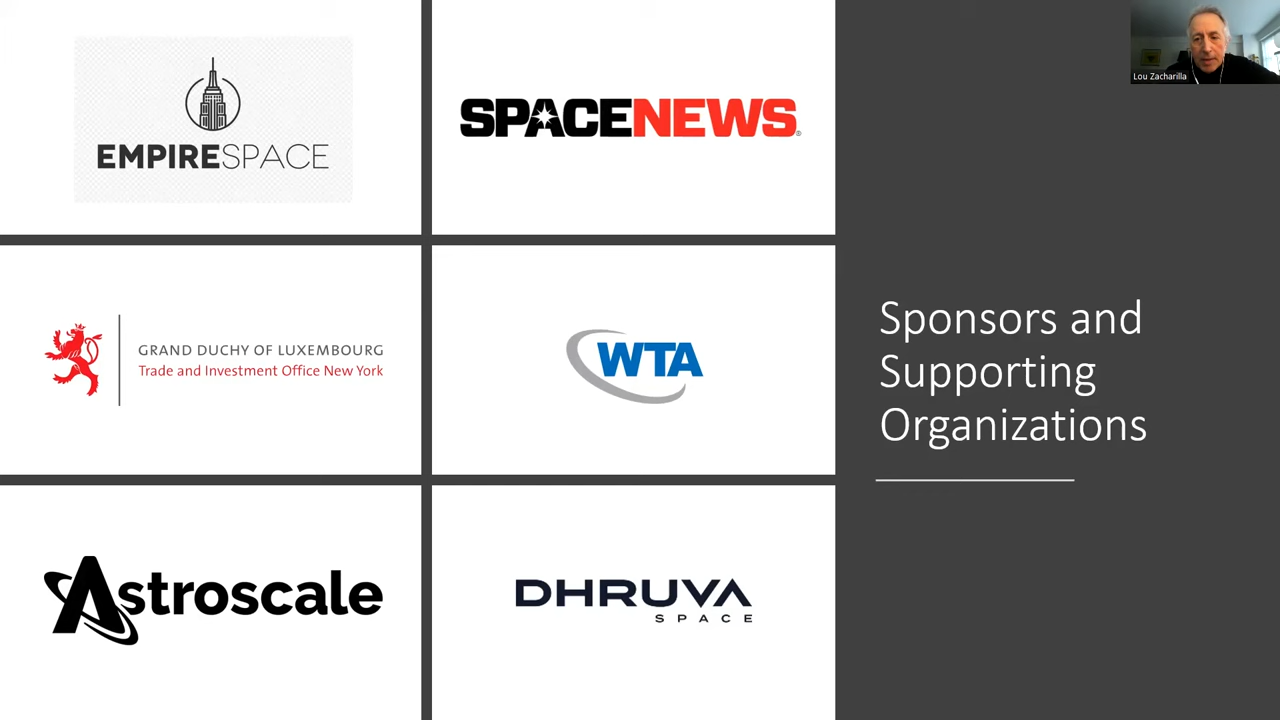 EMPIRESPACE
SPACENEWS®
GRAND DUCHY OF LUXEMBOURG
Trade and Investment Office New York
WTA
Astroscale
DHRUVA
SPACE
Sponsors and
Supporting
Organizations
Lou Zacharilla